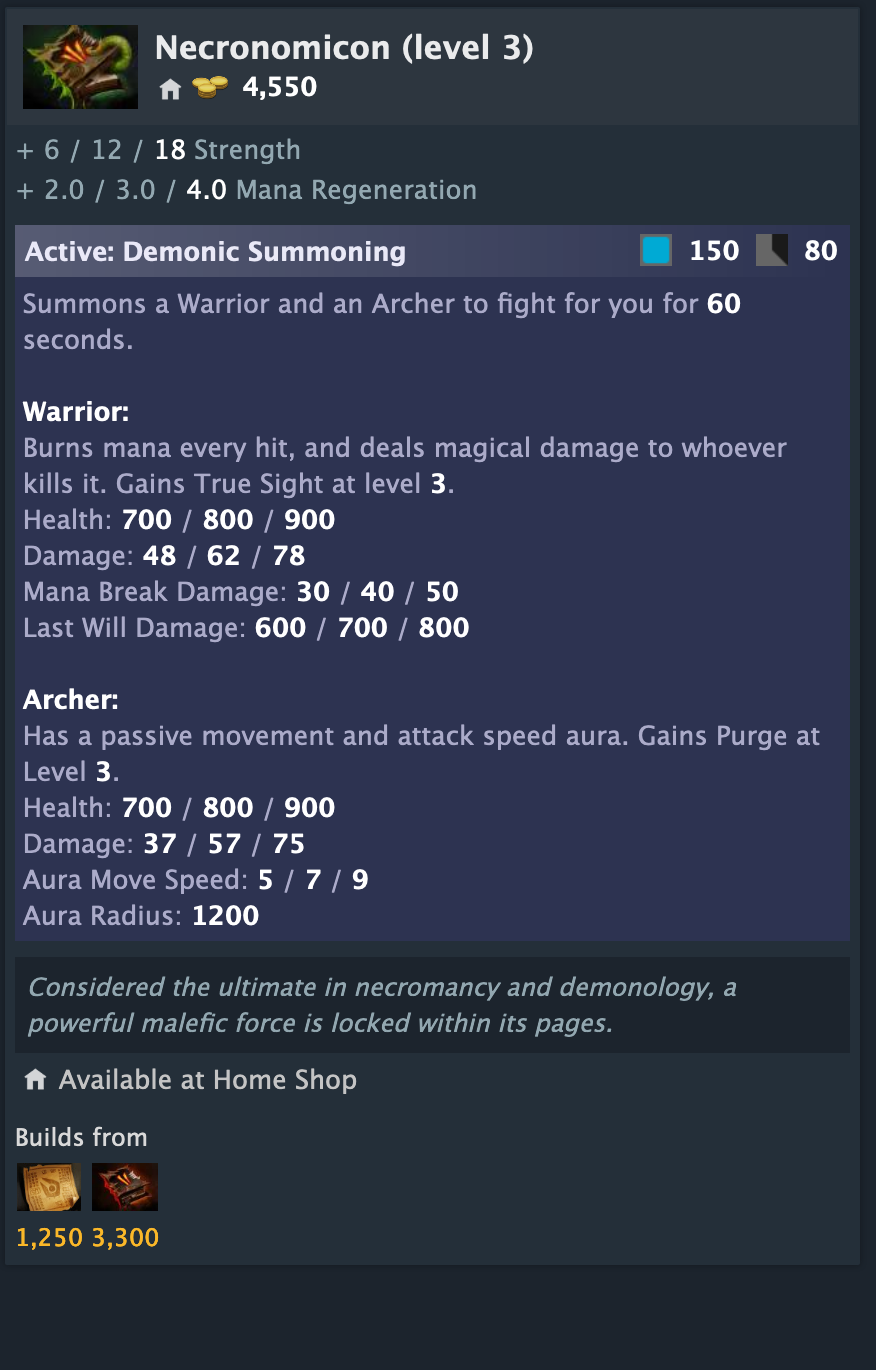 Necronomicon (level 3)
4,550
+ 6 / 12 / 18 Strength
+ 2.0 / 3.0 / 4.0 Mana Regeneration
Active: Demonic Summoning 150 80
Summons a Warrior and an Archer to fight for you for 60
seconds.
Warrior:
Burns mana every hit, and deals magical damage to whoever
kills it. Gains True Sight at level 3.
Health: 700 / 800 / 900
Damage: 48 / 62 / 78
Mana Break Damage: 30 / 40 / 50
Last Will Damage: 600 / 700 / 800
Archer:
Has a passive movement and attack speed aura. Gains Purge at
Level 3.
Health: 700 / 800 / 900
Damage: 37 / 57 / 75
Aura Move Speed: 5 / 7 / 9
Aura Radius: 1200
Considered the ultimate in necromancy and demonology, a
powerful malefic force is locked within its pages.
Available at Home Shop
Builds from
1,250 3,300